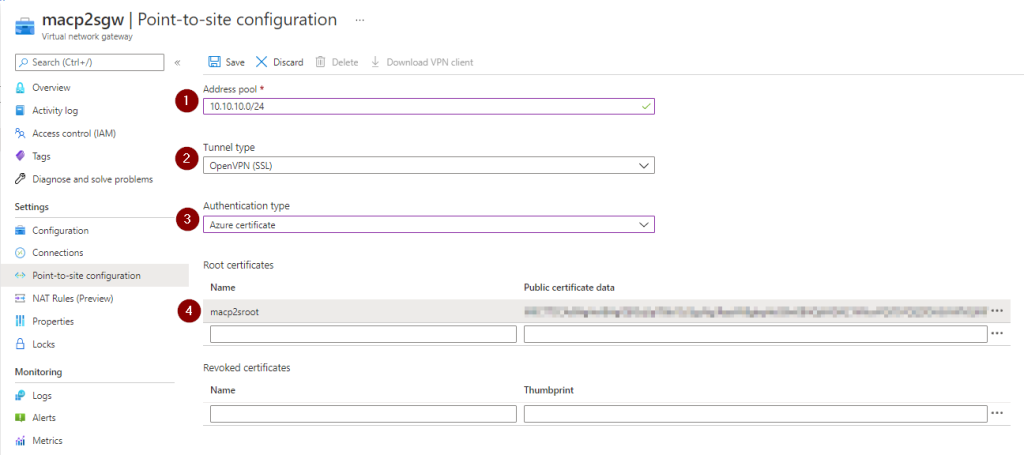 macp2sgw | Point-to-site configuration ...
Virtual network gateway
Search (Ctrl+/)
«
Save
Discard
Delete
Download VPN client
Overview
Activity log
Access control (IAM)
Tags
Diagnose and solve problems
Settings
Configuration
Connections
Point-to-site configuration
NAT Rules (Preview)
Properties
Locks
Monitoring
Logs
Alerts
Metrics
Address pool *
1
10.10.10.0/24
Tunnel type
2
OpenVPN (SSL)
Authentication type
3
Azure certificate
Root certificates
Name Public certificate data
4
macp2sroot
Revoked certificates
Name Thumbprint